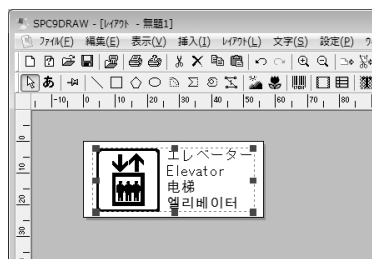 SPC9DRAW - [ﾚｲｱｳﾄ - 無題1]
ﾌｧｲﾙ(F) 編集(E) 表示(V) 挿入(I) ﾚｲｱｳﾄ(L) 文字(S) 設定(P)
あ
-10 0 10 20 30 40 50 60 70 80
エレベーター
Elevator
电梯
엘리베이터
0
10
20
30